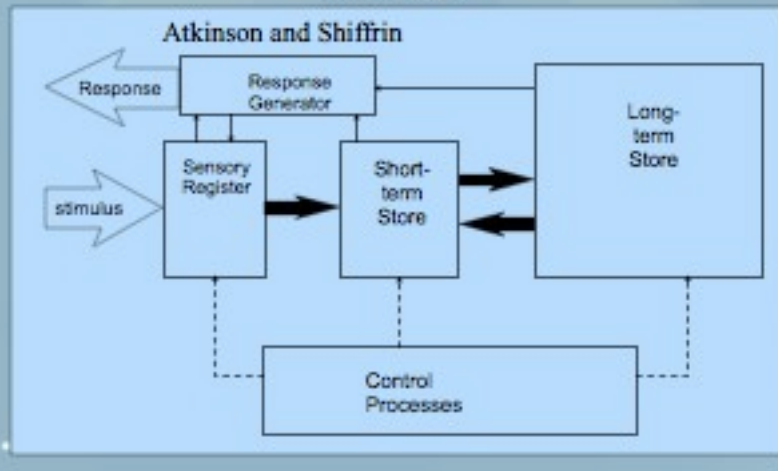 Atkinson and Shiffrin
Response
Response
Generator
Long-
term
Store
Sensory
Register
Short-
term
Store
stimulus
Control
Processes